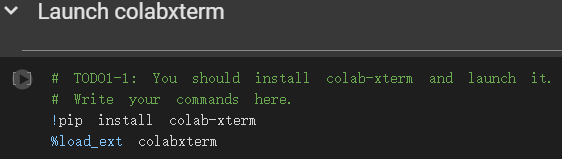 Launch colabxterm
[ ]
# TODO1-1: You should install colab-xterm and launch it.
# Write your commands here.
!pip install colab-xterm
%load_ext colabxterm